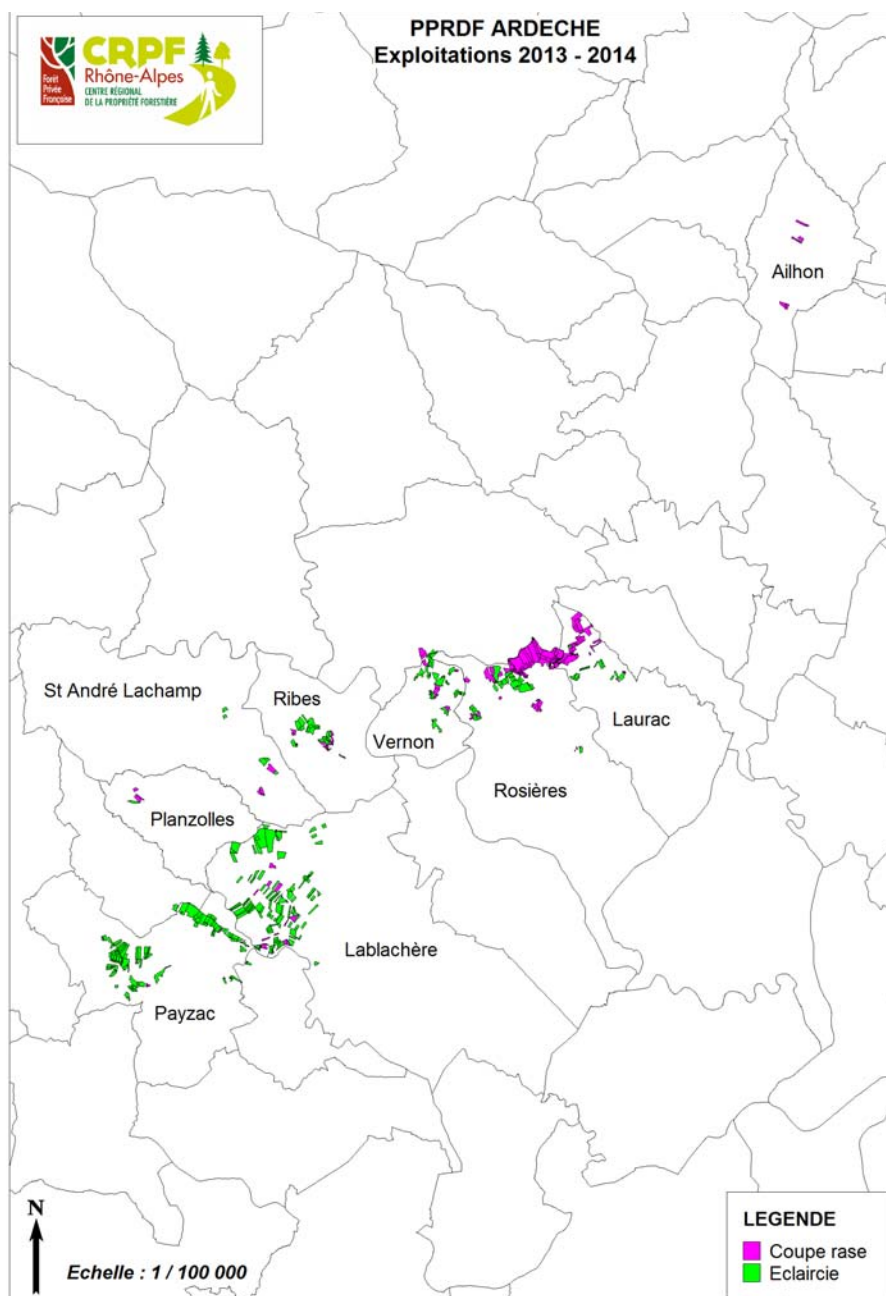 PPRDF ARDECHE
Exploitations 2013 - 2014
Forêt
Privée
Française
CRPF
Rhône-Alpes
CENTRE RÉGIONAL
DE LA PROPRIÉTÉ FORESTIÈRE
Ailhon
St André Lachamp
Ribes
Vernon
Laurac
Rosières
Planzolles
Lablachère
Payzac
N
Echelle : 1 / 100 000
LEGENDE
Coupe rase
Eclaircie